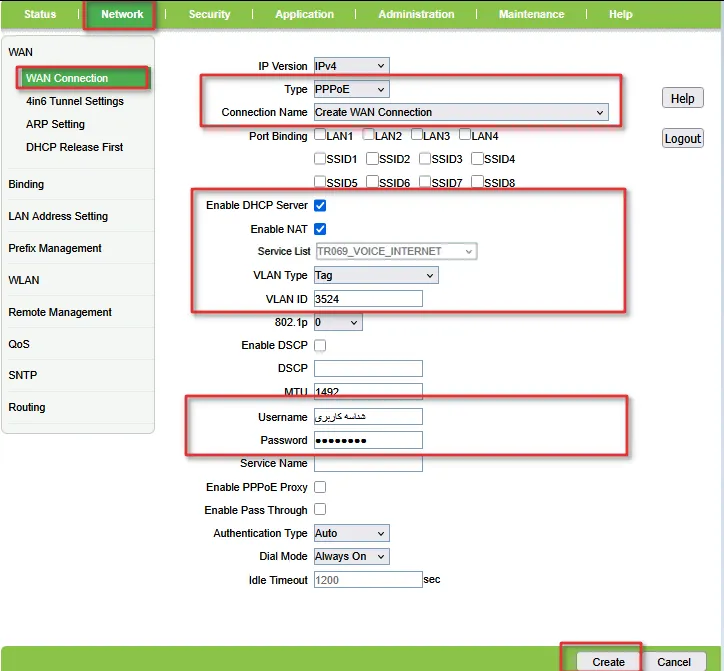 Status Network Security Application Administration Maintenance Help
WAN
WAN Connection
4in6 Tunnel Settings
ARP Setting
DHCP Release First
Binding
LAN Address Setting
Prefix Management
WLAN
Remote Management
QoS
SNTP
Routing
IP Version IPv4
Type PPPoE
Connection Name Create WAN Connection
Port Binding LAN1 LAN2 LAN3 LAN4
SSID1 SSID2 SSID3 SSID4
SSID5 SSID6 SSID7 SSID8
Enable DHCP Server
Enable NAT
Service List TR069_VOICE_INTERNET
VLAN Type Tag
VLAN ID 3524
802.1p 0
Enable DSCP
DSCP
MTU 1492
Username شناسه کاربری
Password ●●●●●●●●
Service Name
Enable PPPoE Proxy
Enable Pass Through
Authentication Type Auto
Dial Mode Always On
Idle Timeout 1200 sec
Help
Logout
Create Cancel